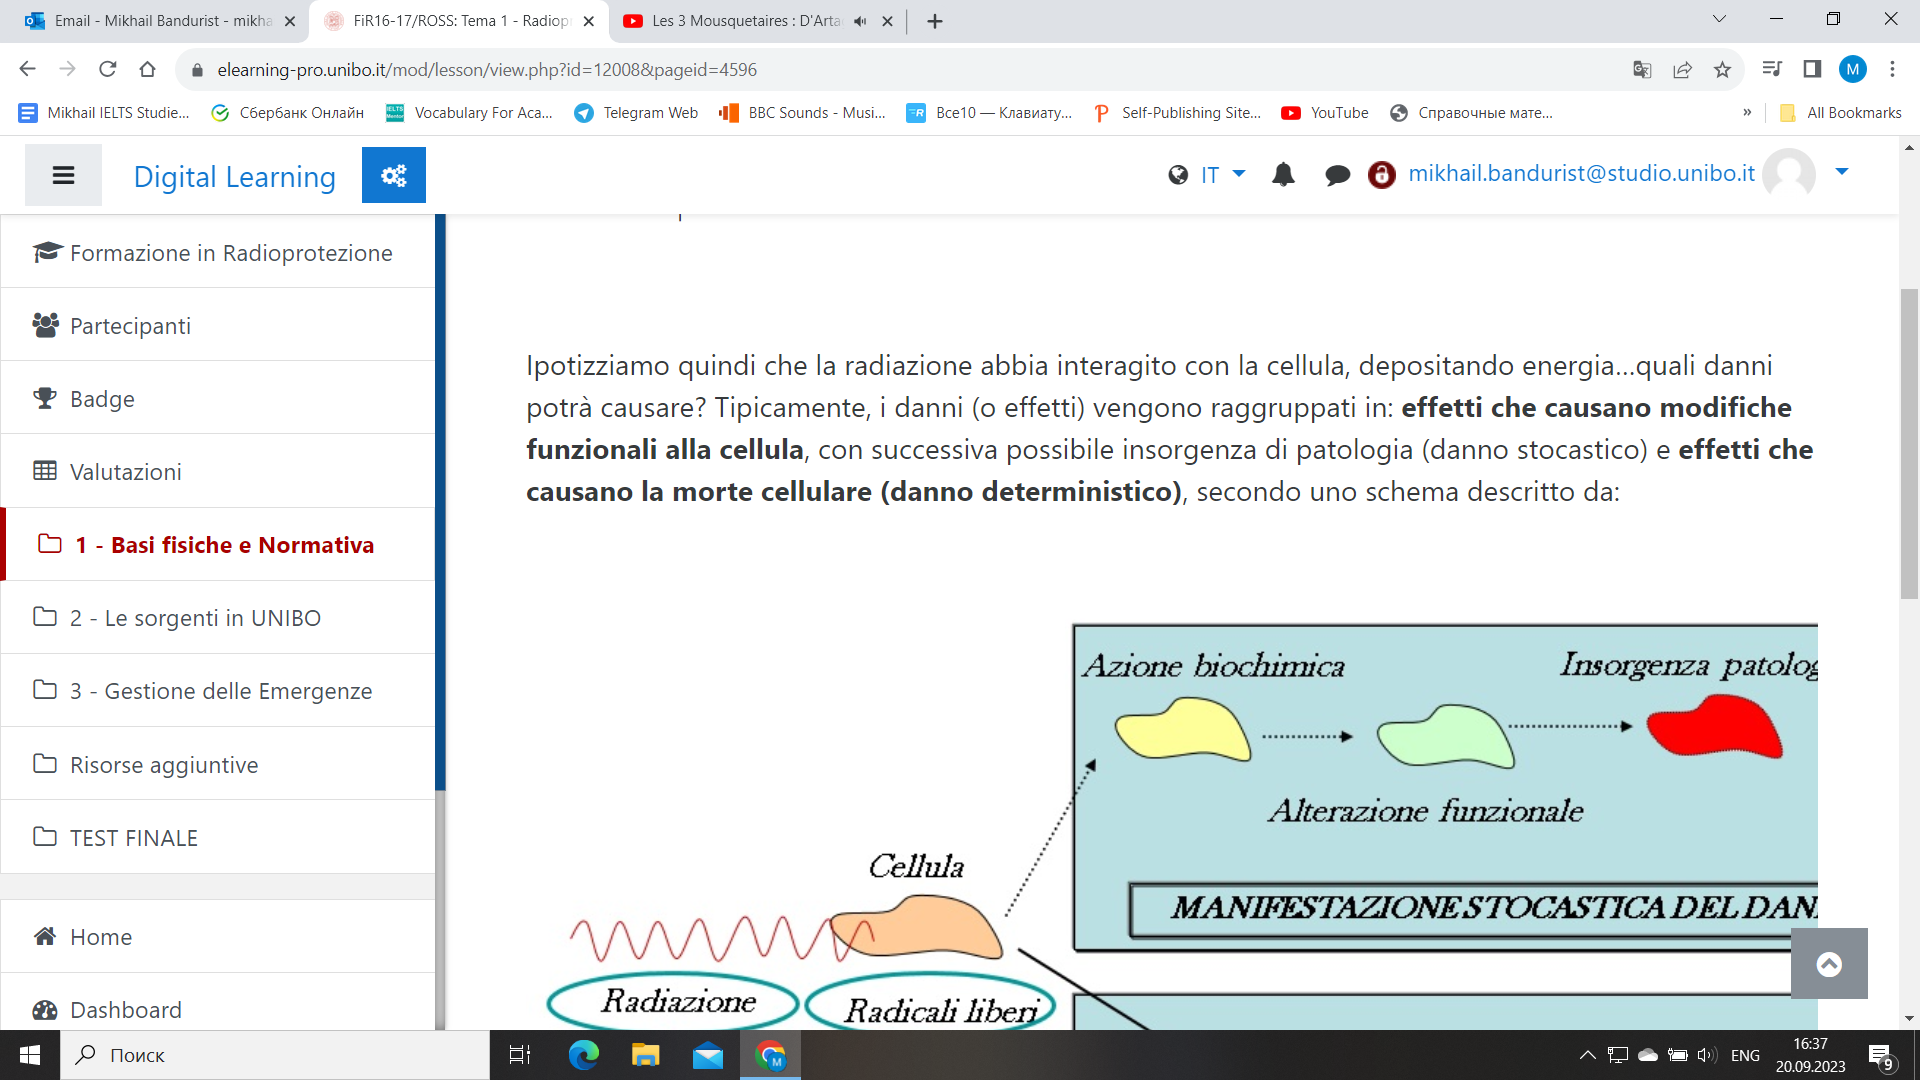 Email - Mikhail Bandurist - mikha
FiR16-17/ROSS: Tema 1 - Radiop
Les 3 Mousquetaires : D'Arta
elearning-pro.unibo.it/mod/lesson/view.php?id=12008&pageid=4596
M
Mikhail IELTS Studie...
Сбербанк Онлайн
Vocabulary For Aca...
Telegram Web
BBC Sounds - Musi...
Все10 — Клавиату...
Self-Publishing Site...
YouTube
Справочные мате...
»
All Bookmarks
Digital Learning
IT
mikhail.bandurist@studio.unibo.it
Formazione in Radioprotezione
Partecipanti
Badge
Valutazioni
1 - Basi fisiche e Normativa
2 - Le sorgenti in UNIBO
3 - Gestione delle Emergenze
Risorse aggiuntive
TEST FINALE
Home
Dashboard
Ipotizziamo quindi che la radiazione abbia interagito con la cellula, depositando energia...quali danni
potrà causare? Tipicamente, i danni (o effetti) vengono raggruppati in: effetti che causano modifiche
funzionali alla cellula, con successiva possibile insorgenza di patologia (danno stocastico) e effetti che
causano la morte cellulare (danno deterministico), secondo uno schema descritto da:
Azione biochimica
Insorgenza patolog
Alterazione funzionale
MANIFESTAZIONE STOCASTICA DEL DAN
Cellula
Radiazione
Radicali liberi
Поиск
ENG
16:37
20.09.2023
9